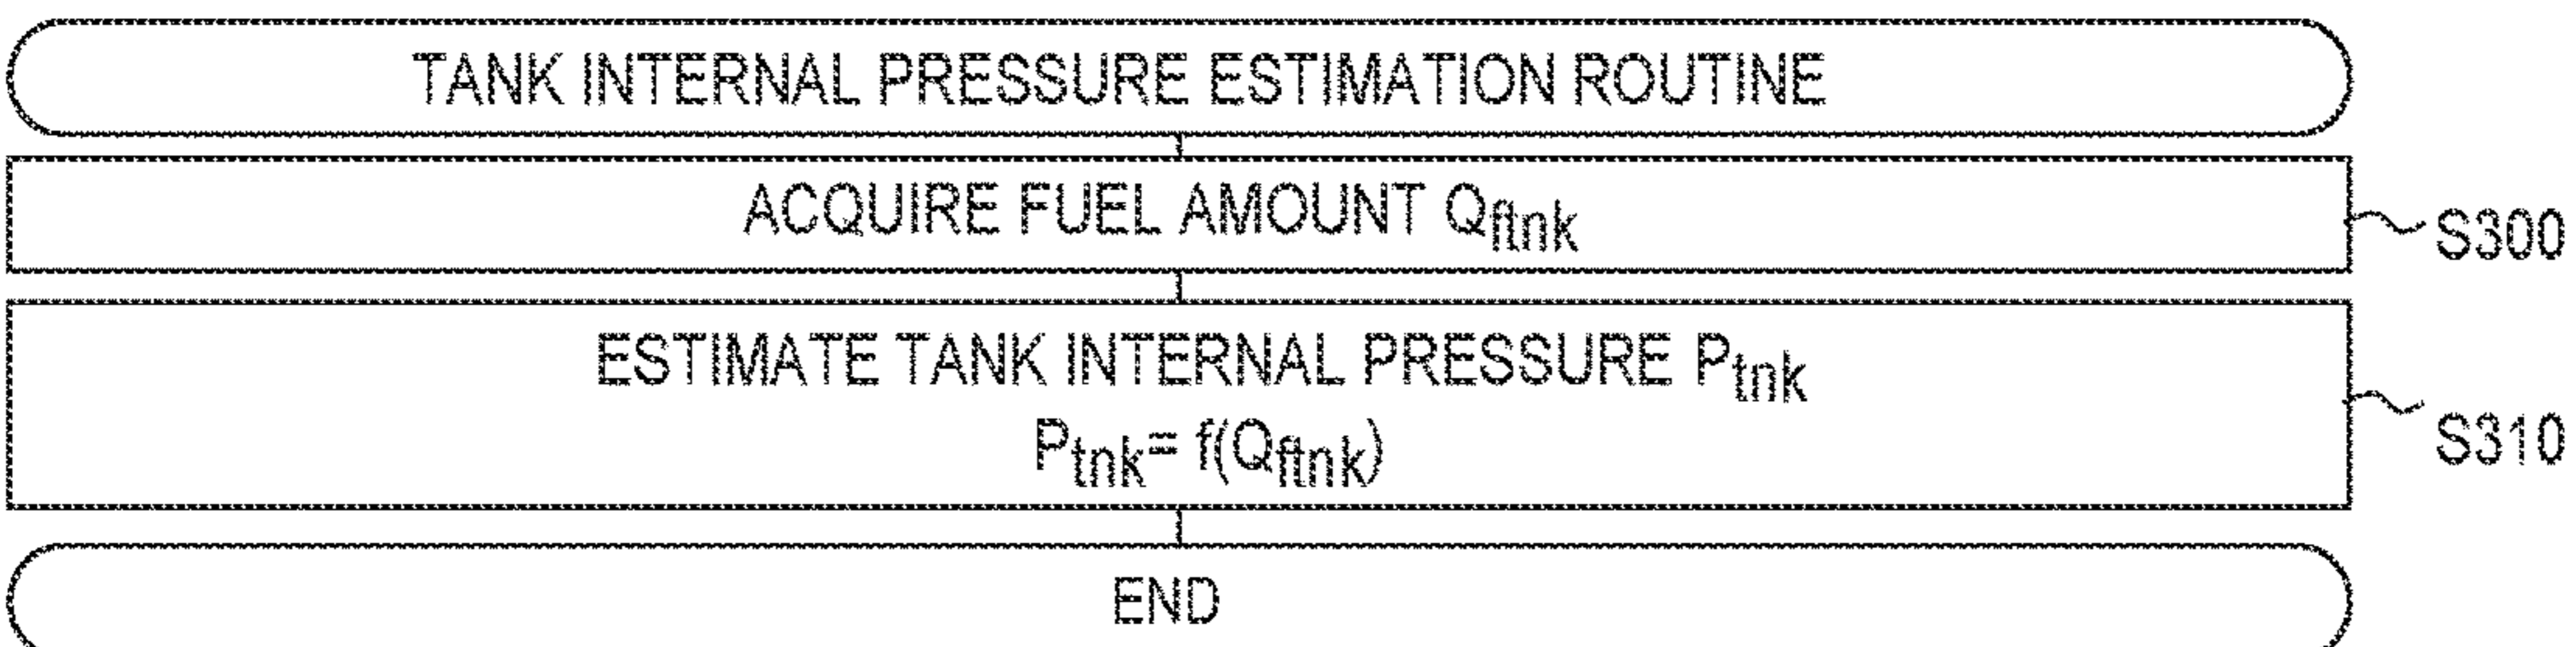 TANK INTERNAL PRESSURE ESTIMATION ROUTINE
ACQUIRE FUEL AMOUNT Qftnk
S300
ESTIMATE TANK INTERNAL PRESSURE Ptnk
Ptnk= f(Qftnk)
S310
END